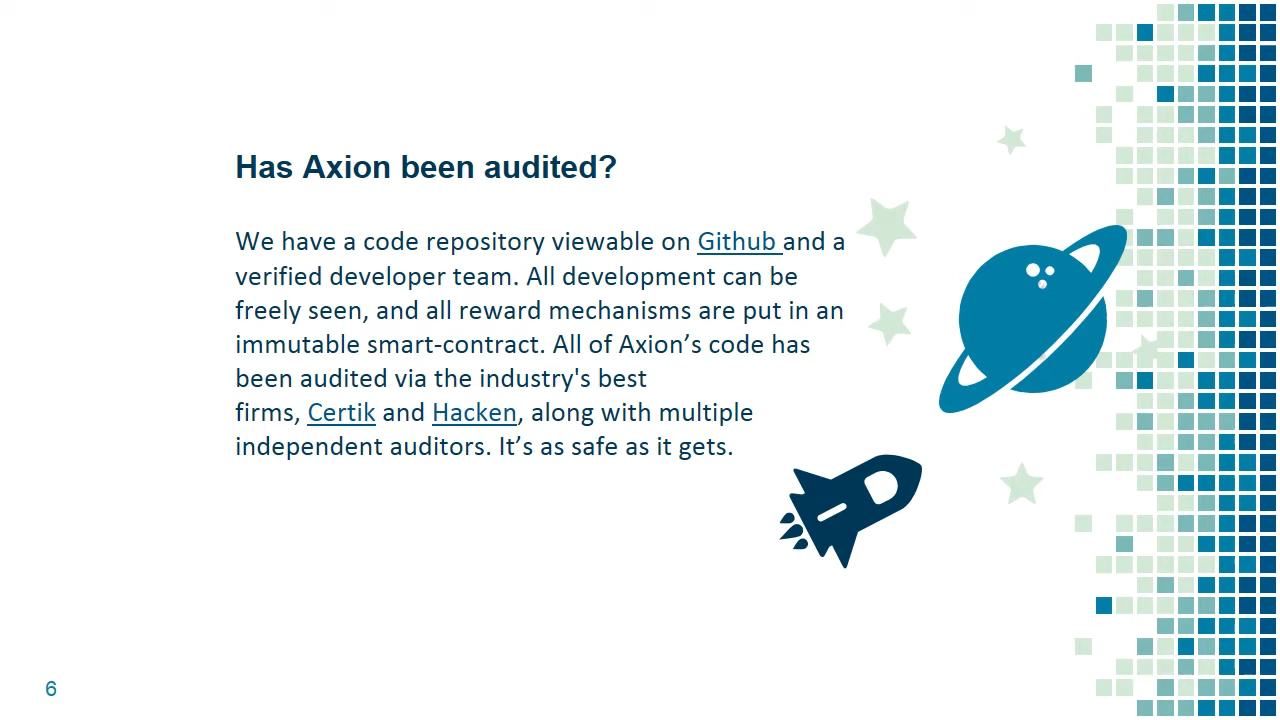 Has Axion been audited?
We have a code repository viewable on Github and a
verified developer team. All development can be
freely seen, and all reward mechanisms are put in an
immutable smart-contract. All of Axion’s code has
been audited via the industry's best
firms, Certik and Hacken, along with multiple
independent auditors. It’s as safe as it gets.
6